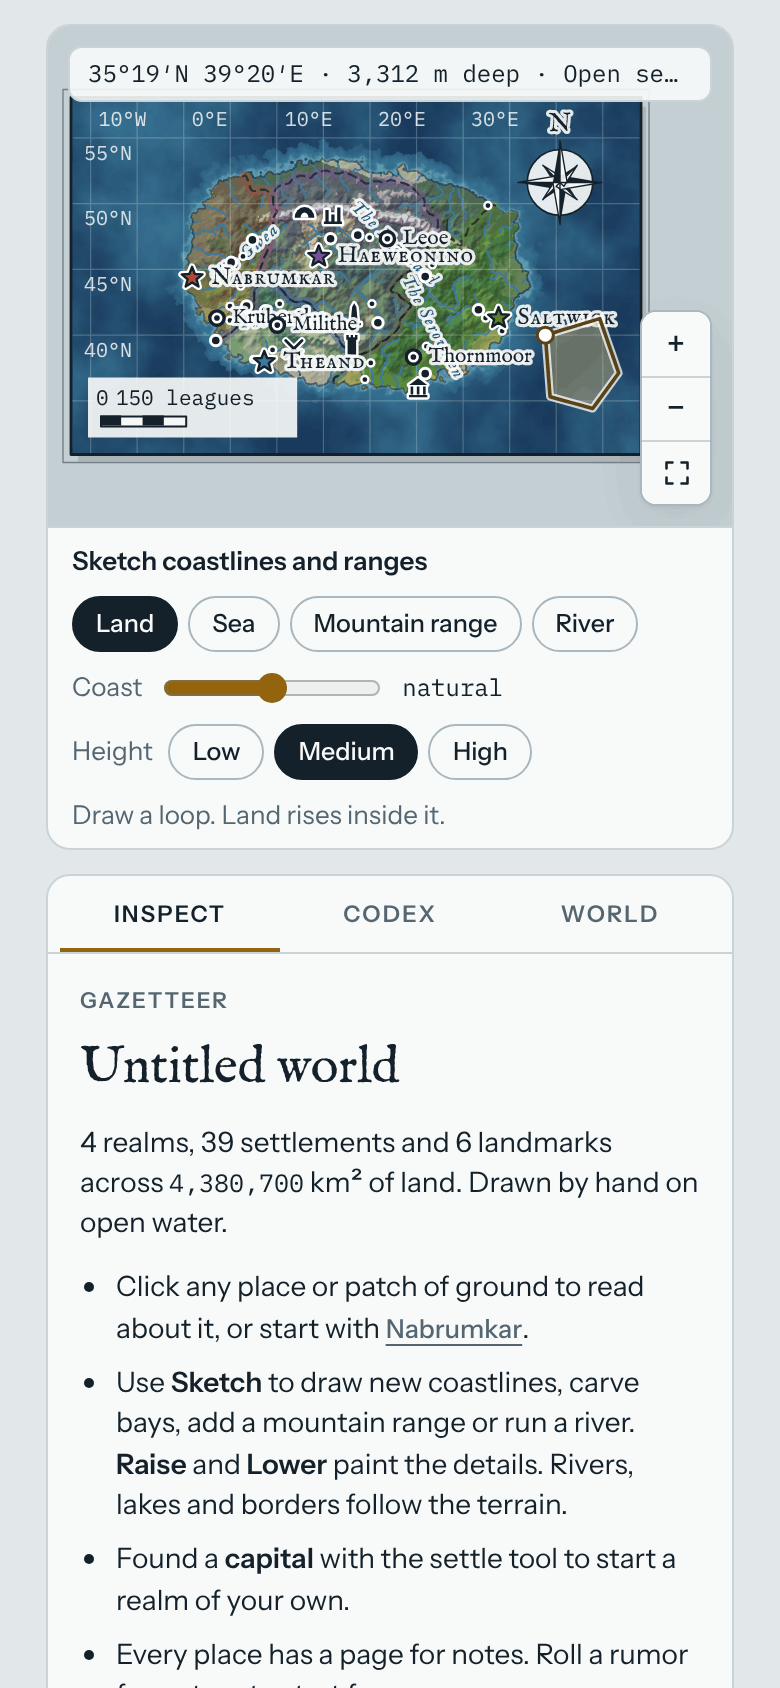 35°19′N 39°20′E · 3,312 m deep · Open se…
10°W 0°E 10°E 20°E 30°E N
55°N
50°N
45°N
40°N
Leoe
HAEWEONINO
NABRUMKAR
Milithe
SALTWICK
THEAND
Thornmoor
0 150 leagues
+
−
Sketch coastlines and ranges
Land Sea Mountain range River
Coast natural
Height Low Medium High
Draw a loop. Land rises inside it.
INSPECT CODEX WORLD
GAZETTEER
Untitled world
4 realms, 39 settlements and 6 landmarks
across 4,380,700 km² of land. Drawn by hand on
open water.
• Click any place or patch of ground to read
about it, or start with Nabrumkar.
• Use Sketch to draw new coastlines, carve
bays, add a mountain range or run a river.
Raise and Lower paint the details. Rivers,
lakes and borders follow the terrain.
• Found a capital with the settle tool to start a
realm of your own.
• Every place has a page for notes. Roll a rumor